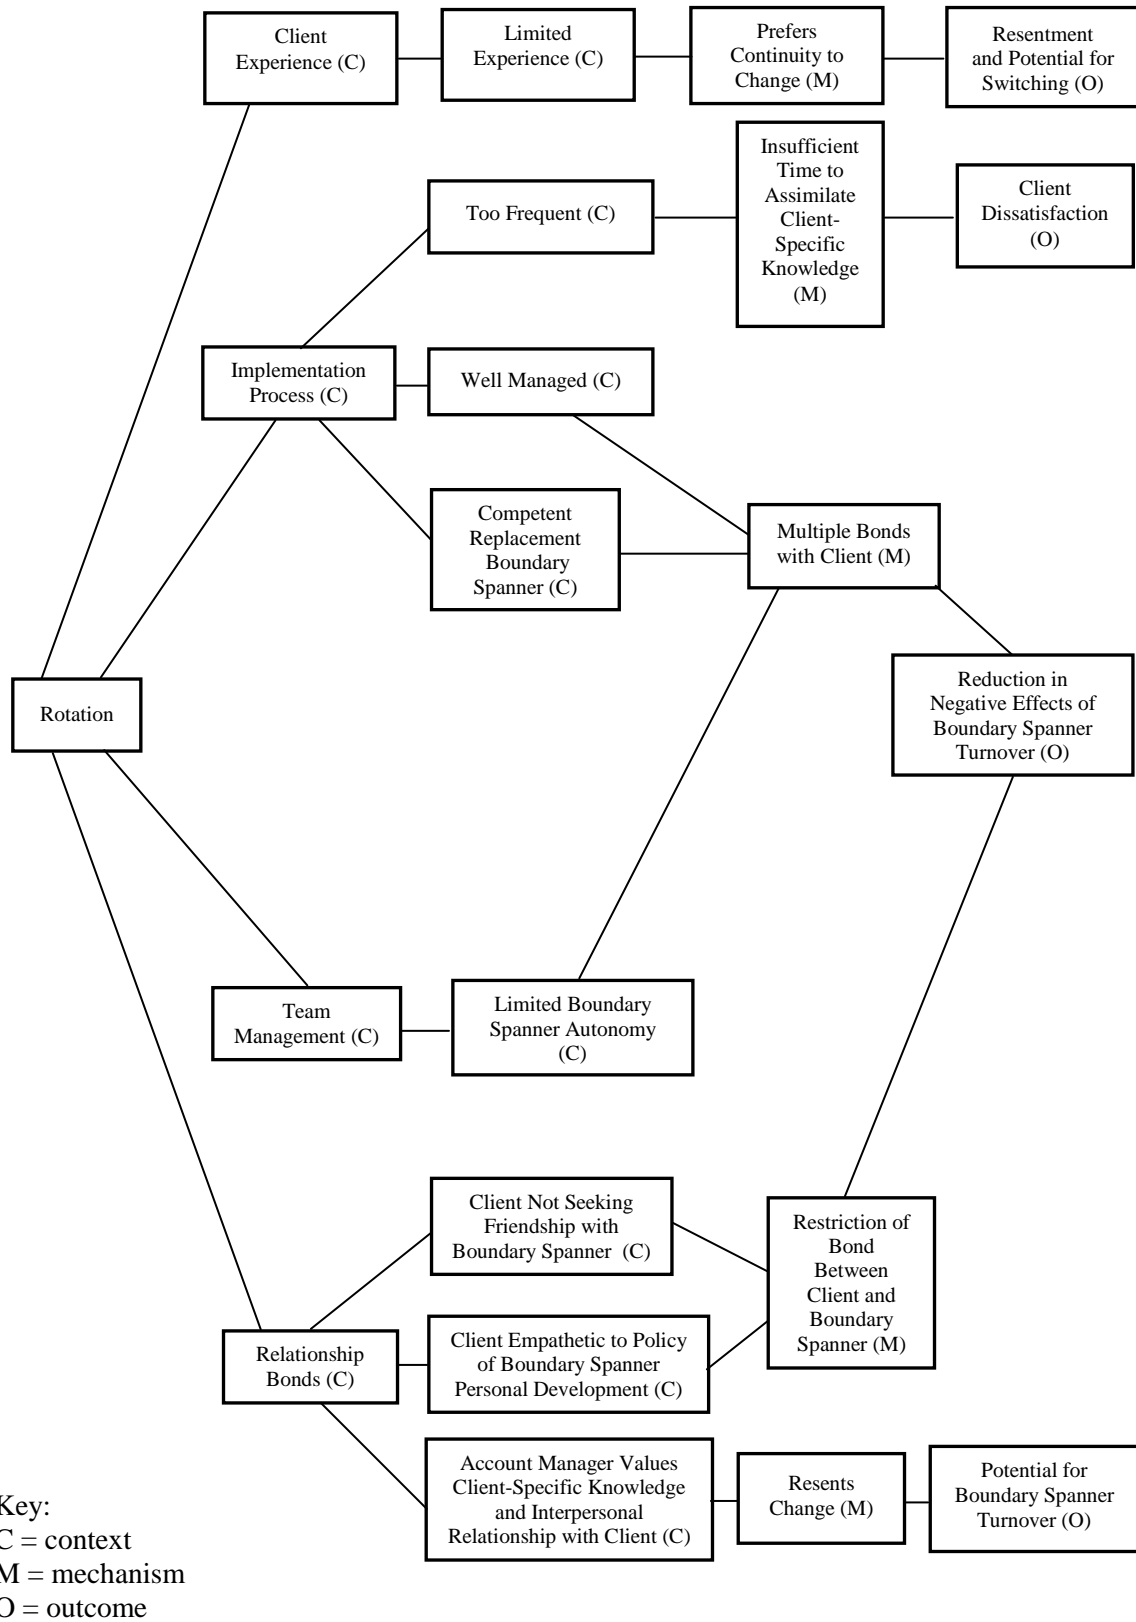 Client
Experience (C)
Limited
Experience (C)
Prefers
Continuity to
Change (M)
Resentment
and Potential for
Switching (O)
Too Frequent (C)
Insufficient
Time to
Assimilate
Client-
Specific
Knowledge
(M)
Client
Dissatisfaction
(O)
Implementation
Process (C)
Well Managed (C)
Competent
Replacement
Boundary
Spanner (C)
Multiple Bonds
with Client (M)
Reduction in
Negative Effects of
Boundary Spanner
Turnover (O)
Rotation
Team
Management (C)
Limited Boundary
Spanner Autonomy
(C)
Client Not Seeking
Friendship with
Boundary Spanner  (C)
Restriction of
Bond
Between
Client and
Boundary
Spanner (M)
Relationship
Bonds (C)
Client Empathetic to Policy
of Boundary Spanner
Personal Development (C)
Account Manager Values
Client-Specific Knowledge
and Interpersonal
Relationship with Client (C)
Resents
Change (M)
Potential for
Boundary Spanner
Turnover (O)
Key:
C = context
M = mechanism
O = outcome